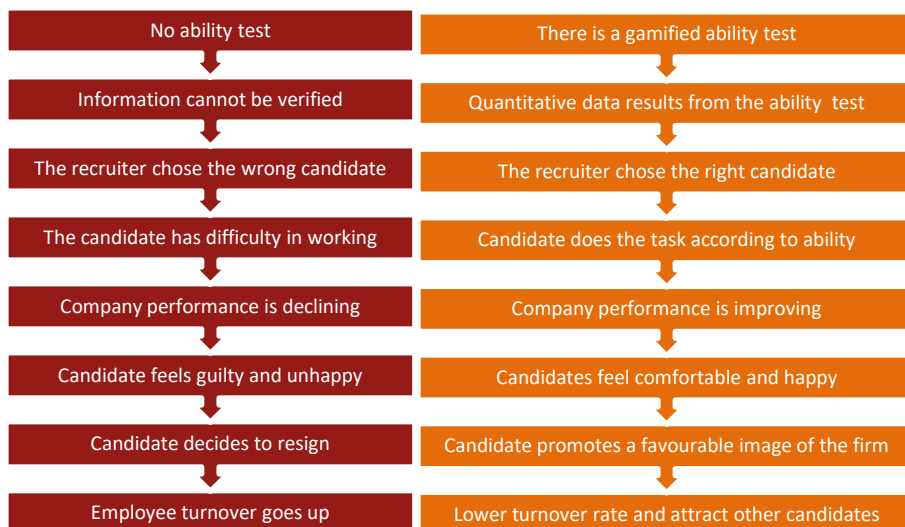 No ability test
Information cannot be verified
The recruiter chose the wrong candidate
The candidate has difficulty in working
Company performance is declining
Candidate feels guilty and unhappy
Candidate decides to resign
Employee turnover goes up
There is a gamified ability test
Quantitative data results from the ability test
The recruiter chose the right candidate
Candidate does the task according to ability
Company performance is improving
Candidates feel comfortable and happy
Candidate promotes a favourable image of the firm
Lower turnover rate and attract other candidates